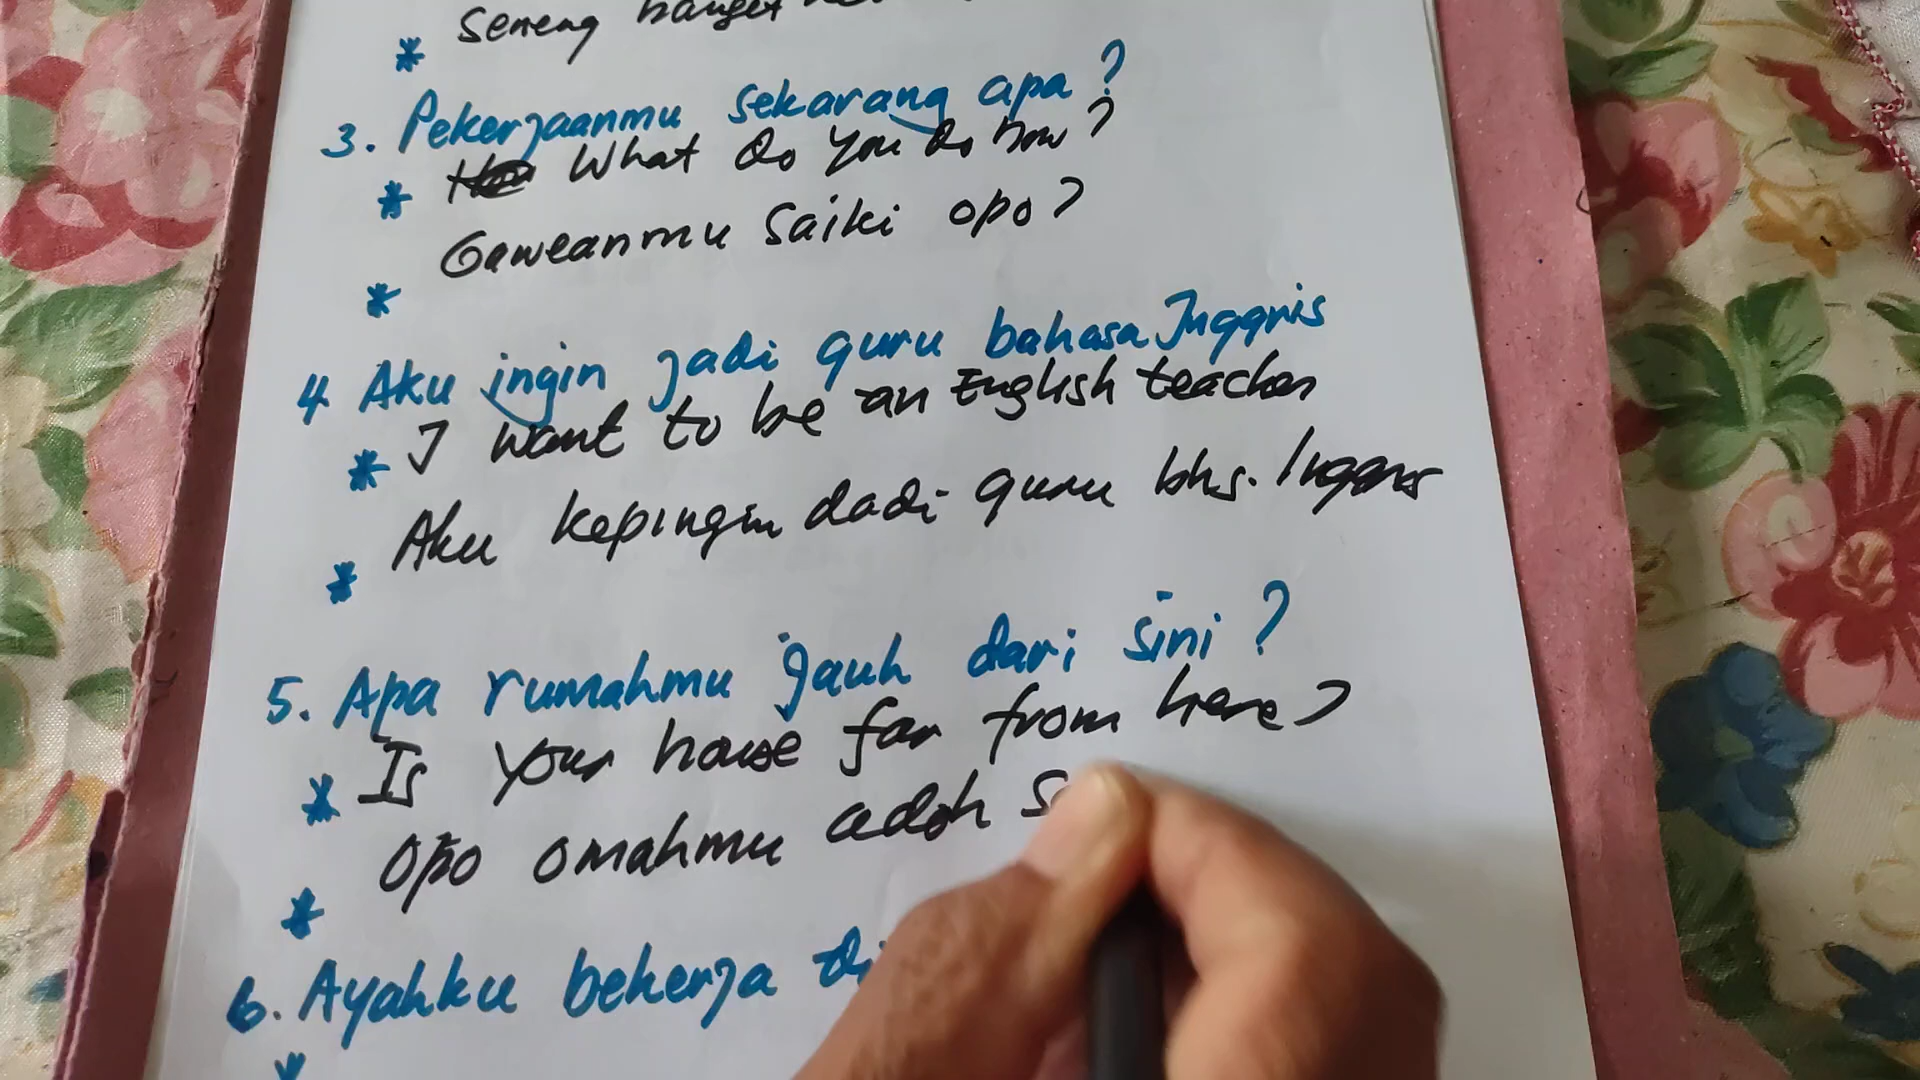 * Seneng banget
3. Pekerjaanmu sekarang apa?
* What do you do now?
* Gaweanmu saiki opo?
4 Aku ingin jadi guru bahasa Inggris
* I want to be an English teacher
* Aku kepingin dadi guru bhs. Inggris
5. Apa rumahmu jauh dari sini?
* Is your house far from here?
* Opo omahmu adoh
6. Ayahku bekerja di
*